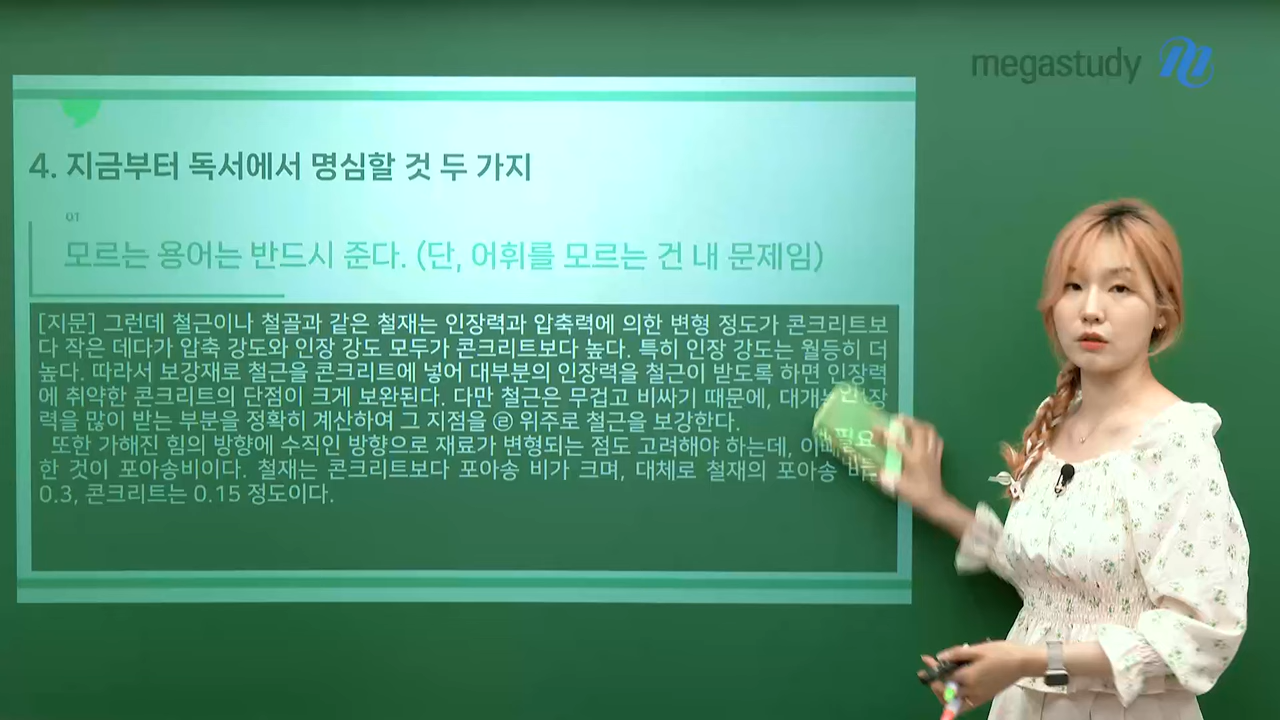 megastudy
4. 지금부터 독서에서 명심할 것 두 가지
01
모르는 용어는 반드시 준다. (단, 어휘를 모르는 건 내 문제임)
[지문] 그런데 철근이나 철골과 같은 철재는 인장력과 압축력에 의한 변형 정도가 콘크리트보
다 작은 데다가 압축 강도와 인장 강도 모두가 콘크리트보다 높다. 특히 인장 강도는 월등히 더
높다. 따라서 보강재로 철근을 콘크리트에 넣어 대부분의 인장력을 철근이 받도록 하면 인장력
에 취약한 콘크리트의 단점이 크게 보완된다. 다만 철근은 무겁고 비싸기 때문에, 대개는 인장
력을 많이 받는 부분을 정확히 계산하여 그 지점을 ㉣ 위주로 철근을 보강한다.
또한 가해진 힘의 방향에 수직인 방향으로 재료가 변형되는 점도 고려해야 하는데, 이때 필요
한 것이 포아송비이다. 철재는 콘크리트보다 포아송 비가 크며, 대체로 철재의 포아송 비는
0.3, 콘크리트는 0.15 정도이다.